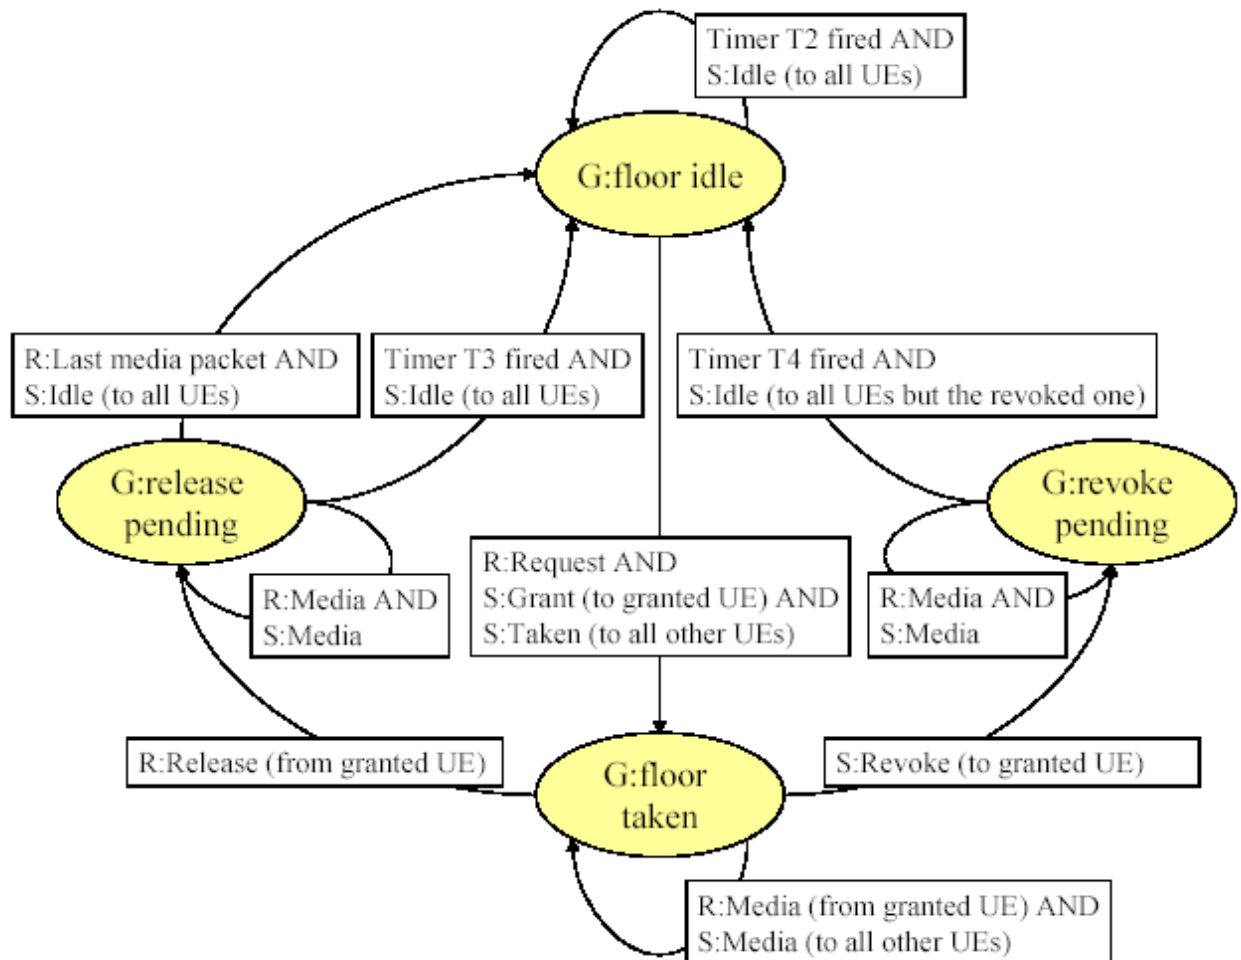 Timer T2 fired AND
S:Idle (to all UEs)
G:floor idle
R:Last media packet AND
S:Idle (to all UEs)
Timer T3 fired AND
S:Idle (to all UEs)
Timer T4 fired AND
S:Idle (to all UEs but the revoked one)
G:release
pending
G:revoke
pending
R:Media AND
S:Media
R:Request AND
S:Grant (to granted UE) AND
S:Taken (to all other UEs)
R:Media AND
S:Media
R:Release (from granted UE)
G:floor
taken
S:Revoke (to granted UE)
R:Media (from granted UE) AND
S:Media (to all other UEs)